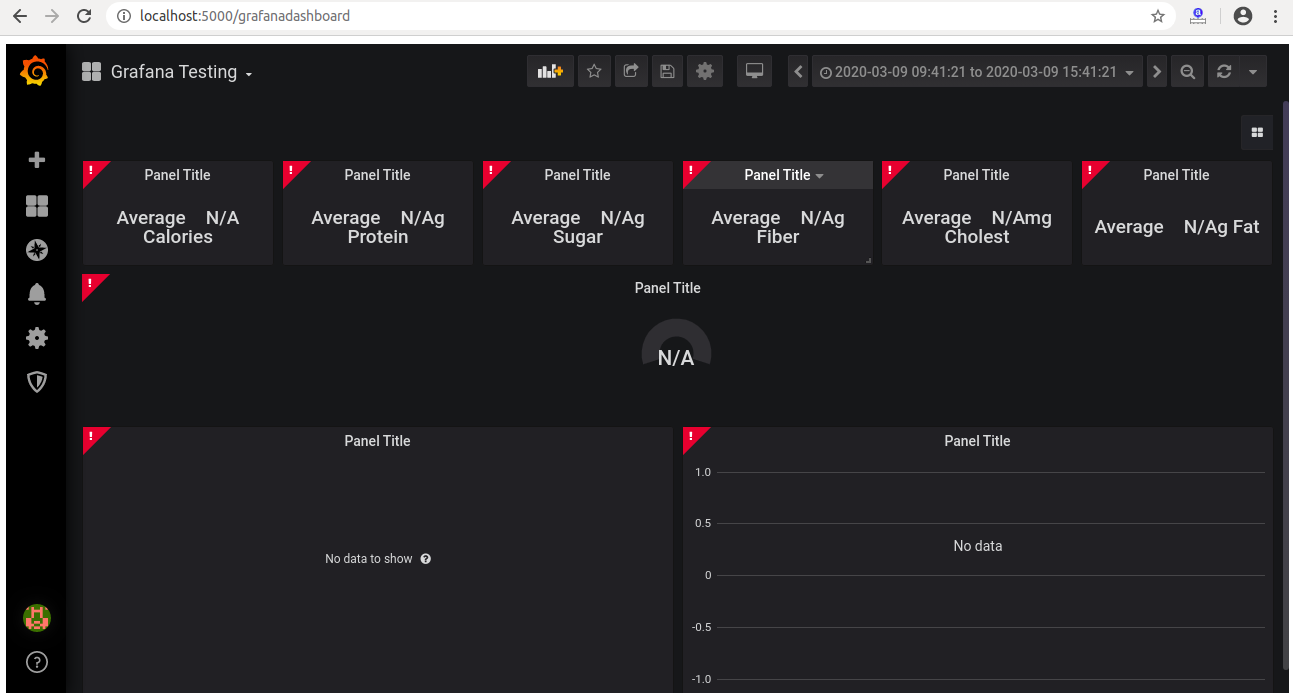 localhost:5000/grafanadashboard
Grafana Testing
2020-03-09 09:41:21 to 2020-03-09 15:41:21
! Panel Title
Average N/A
Calories
! Panel Title
Average N/Ag
Protein
! Panel Title
Average N/Ag
Sugar
! Panel Title
Average N/Ag
Fiber
! Panel Title
Average N/Amg
Cholest
! Panel Title
Average N/Ag Fat
! Panel Title
N/A
! Panel Title
No data to show ?
! Panel Title
1.0
0.5
No data
0
-0.5
-1.0
?